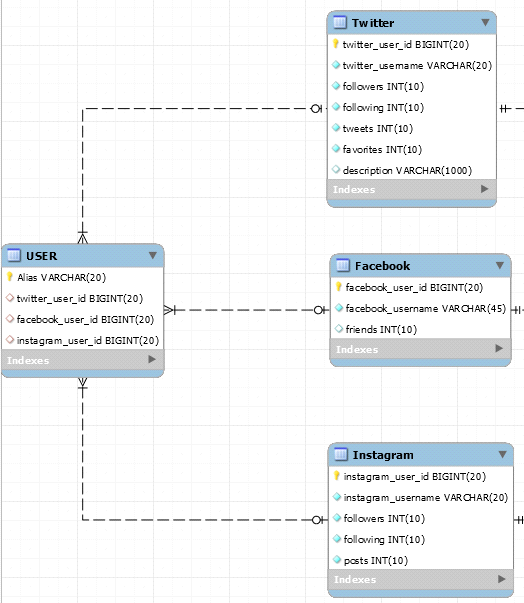 Twitter
twitter_user_id BIGINT(20)
twitter_username VARCHAR(20)
followers INT(10)
following INT(10)
tweets INT(10)
favorites INT(10)
description VARCHAR(1000)
Indexes
USER
Alias VARCHAR(20)
twitter_user_id BIGINT(20)
facebook_user_id BIGINT(20)
instagram_user_id BIGINT(20)
Indexes
Facebook
facebook_user_id BIGINT(20)
facebook_username VARCHAR(45)
friends INT(10)
Indexes
Instagram
instagram_user_id BIGINT(20)
instagram_username VARCHAR(20)
followers INT(10)
following INT(10)
posts INT(10)
Indexes